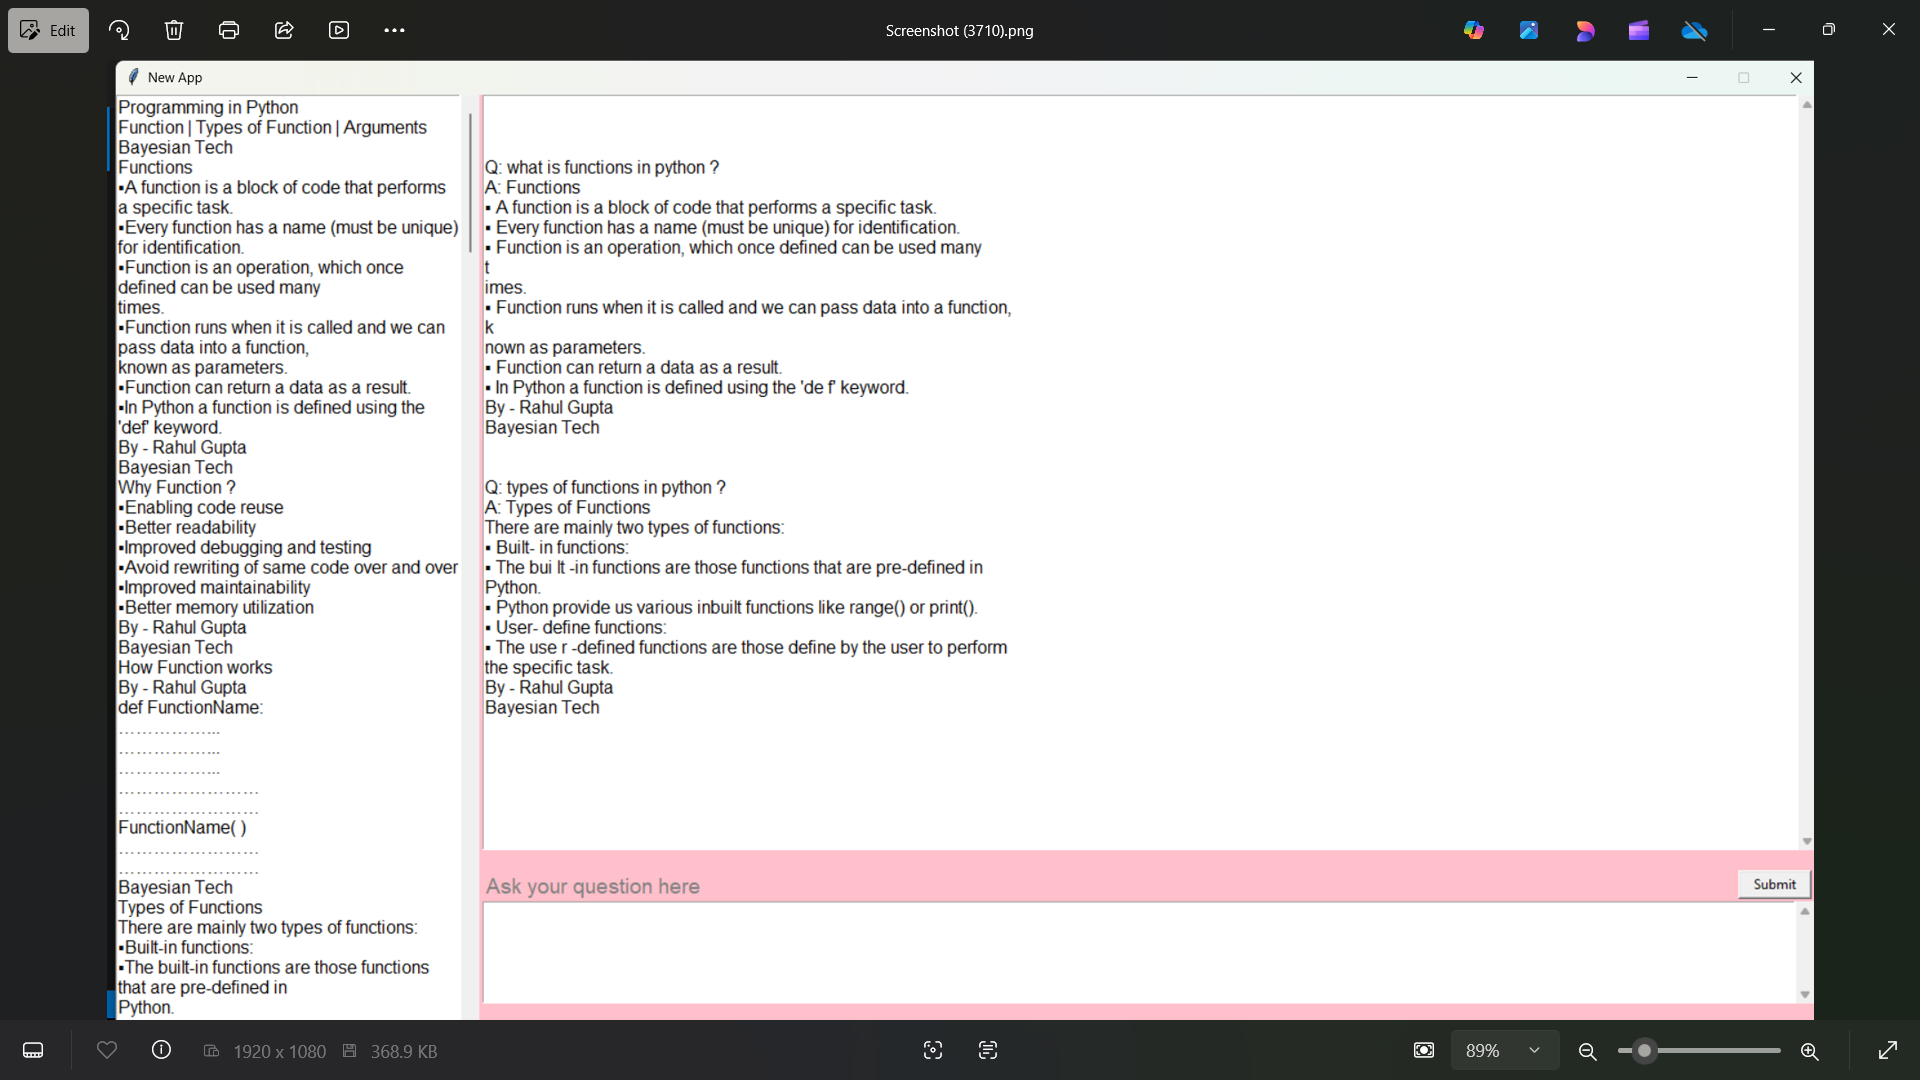 Edit
Screenshot (3710).png
New App
Programming in Python
Function | Types of Function | Arguments
Bayesian Tech
Functions
▪A function is a block of code that performs
a specific task.
▪Every function has a name (must be unique)
for identification.
▪Function is an operation, which once
defined can be used many
times.
▪Function runs when it is called and we can
pass data into a function,
known as parameters.
▪Function can return a data as a result.
▪In Python a function is defined using the
'def' keyword.
By - Rahul Gupta
Bayesian Tech
Why Function ?
▪Enabling code reuse
▪Better readability
▪Improved debugging and testing
▪Avoid rewriting of same code over and over
▪Improved maintainability
▪Better memory utilization
By - Rahul Gupta
Bayesian Tech
How Function works
By - Rahul Gupta
def FunctionName:
……………...
……………...
……………...
……………………
……………………
FunctionName( )
……………………
……………………
Bayesian Tech
Types of Functions
There are mainly two types of functions:
▪Built-in functions:
▪The built-in functions are those functions
that are pre-defined in
Python.
Q: what is functions in python ?
A: Functions
▪ A function is a block of code that performs a specific task.
▪ Every function has a name (must be unique) for identification.
▪ Function is an operation, which once defined can be used many
t
imes.
▪ Function runs when it is called and we can pass data into a function,
k
nown as parameters.
▪ Function can return a data as a result.
▪ In Python a function is defined using the 'de f' keyword.
By - Rahul Gupta
Bayesian Tech
Q: types of functions in python ?
A: Types of Functions
There are mainly two types of functions:
▪ Built- in functions:
▪ The bui lt -in functions are those functions that are pre-defined in
Python.
▪ Python provide us various inbuilt functions like range() or print().
▪ User- define functions:
▪ The use r -defined functions are those define by the user to perform
the specific task.
By - Rahul Gupta
Bayesian Tech
Ask your question here
Submit
1920 x 1080
368.9 KB
89%